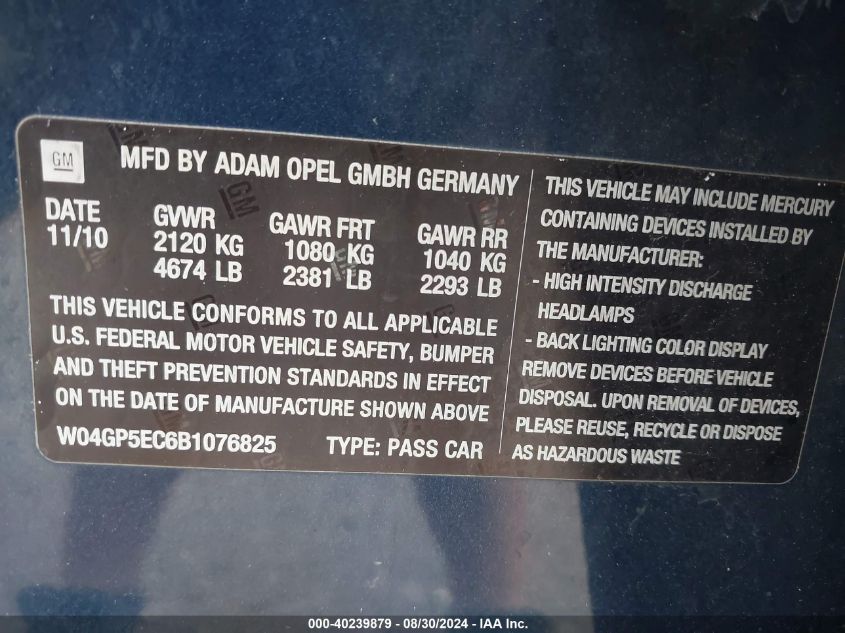 GM
MFD BY ADAM OPEL GMBH GERMANY
DATE
11/10
GVWR
2120 KG
4674 LB
GAWR FRT
1080 KG
2381 LB
GAWR RR
1040 KG
2293 LB
THIS VEHICLE CONFORMS TO ALL APPLICABLE
U.S. FEDERAL MOTOR VEHICLE SAFETY, BUMPER
AND THEFT PREVENTION STANDARDS IN EFFECT
ON THE DATE OF MANUFACTURE SHOWN ABOVE
W04GP5EC6B1076825 TYPE: PASS CAR
THIS VEHICLE MAY INCLUDE MERCURY
CONTAINING DEVICES INSTALLED BY
THE MANUFACTURER:
- HIGH INTENSITY DISCHARGE
HEADLAMPS
- BACK LIGHTING COLOR DISPLAY
REMOVE DEVICES BEFORE VEHICLE
DISPOSAL. UPON REMOVAL OF DEVICES,
PLEASE REUSE, RECYCLE OR DISPOSE
AS HAZARDOUS WASTE
000-40239879 - 08/30/2024 - IAA Inc.